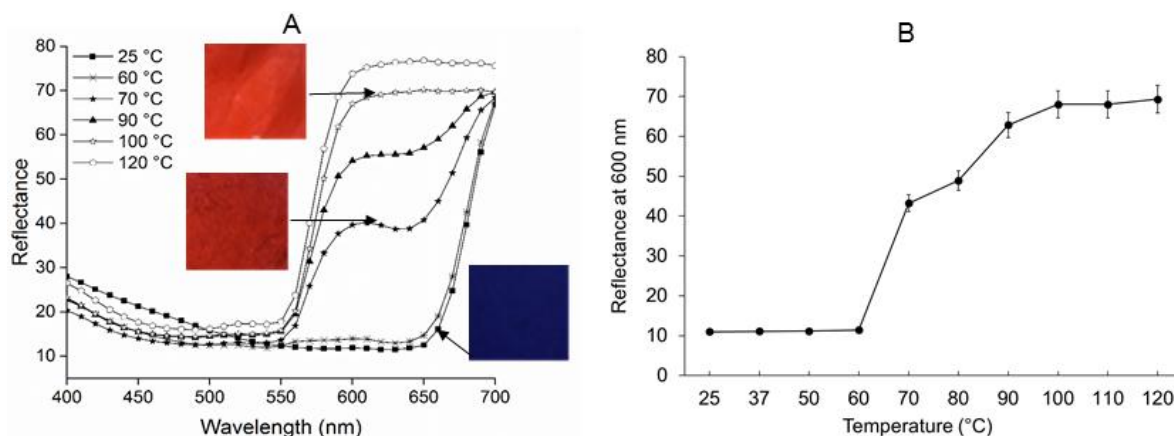 A
80
70
60
50
40
30
20
10
Reflectance
25 °C
60 °C
70 °C
90 °C
100 °C
120 °C
400 450 500 550 600 650 700
Wavelength (nm)
B
80
70
60
50
40
30
20
10
0
Reflectance at 600 nm
25 37 50 60 70 80 90 100 110 120
Temperature (°C)